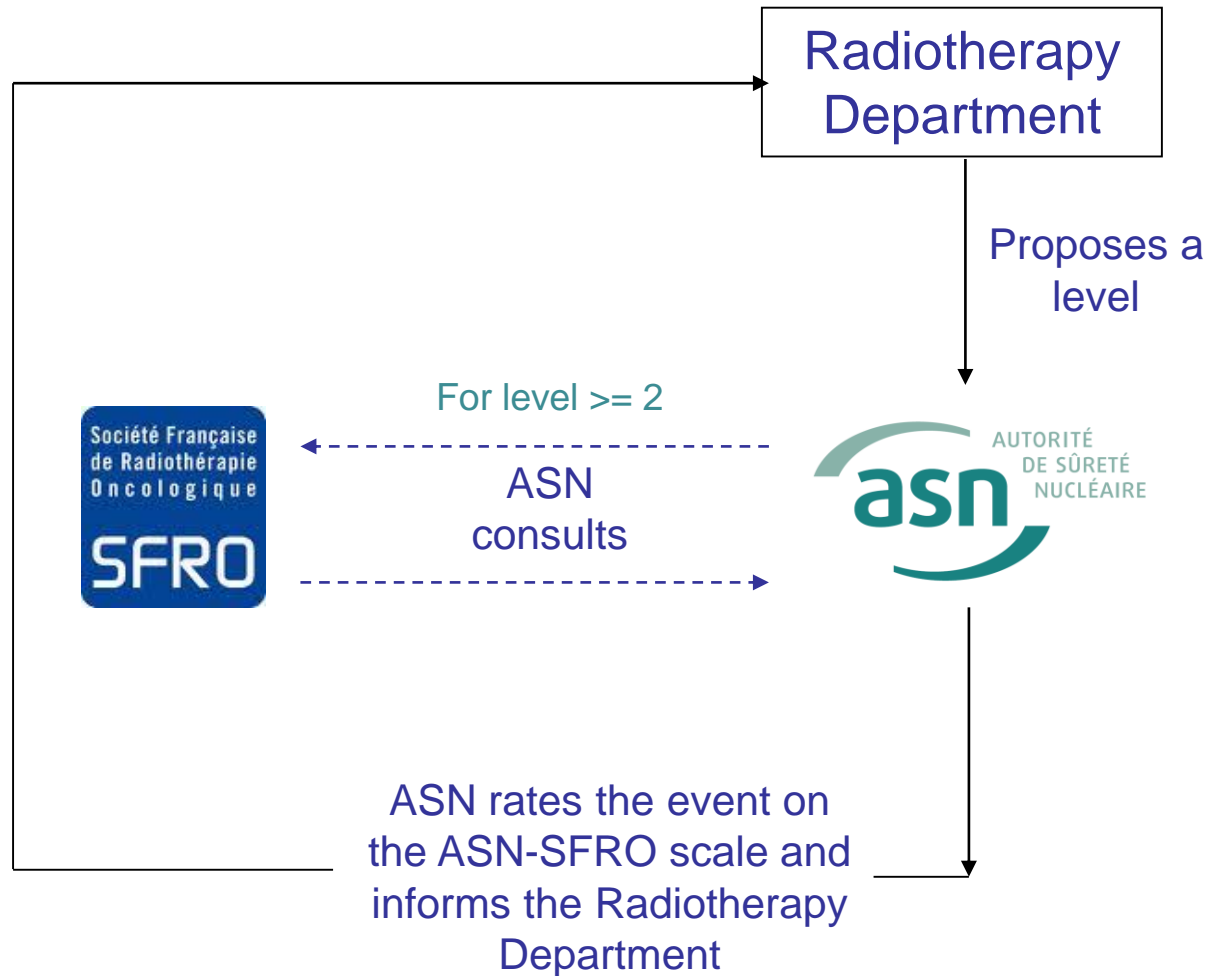 Radiotherapy
Department
Proposes a
level
For level >= 2
Société Française
de Radiothérapie
Oncologique
SFRO
ASN
consults
asn
AUTORITÉ
DE SÛRETÉ
NUCLÉAIRE
ASN rates the event on
the ASN-SFRO scale and
informs the Radiotherapy
Department